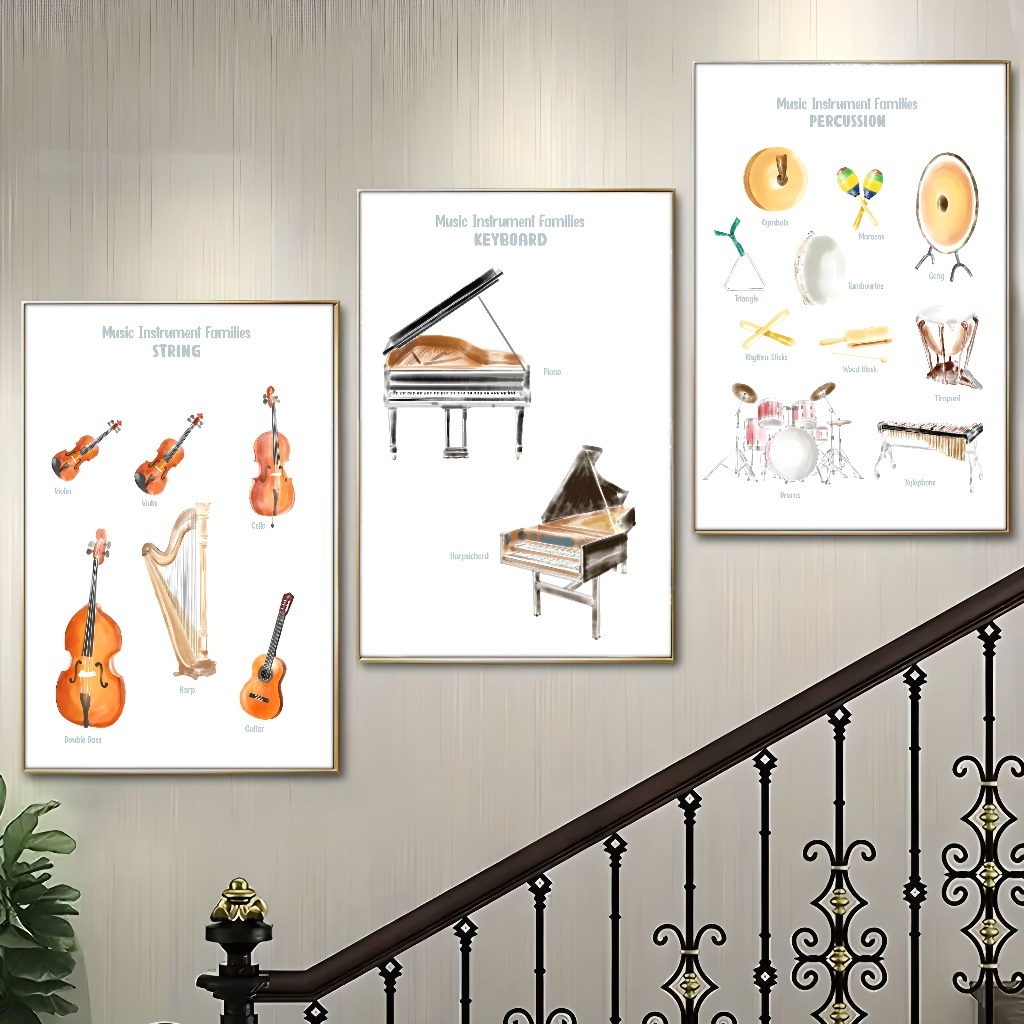 Music Instrument Families
STRING
Violin
Viola
Cello
Double Bass
Harp
Guitar
Music Instrument Families
KEYBOARD
Piano
Harpsichord
Music Instrument Families
PERCUSSION
Cymbals
Maracas
Gong
Triangle
Tambourine
Rhythm Sticks
Wood Block
Timpani
Drums
Xylophone